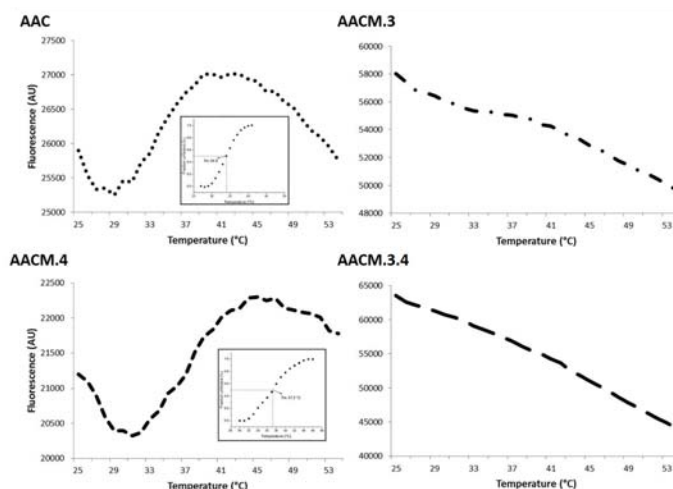 AAC
Fluorescence (AU)
27500
27000
26500
26000
25500
25000
25 29 33 37 41 45 49 53
Temperature (°C)
AACM.3
60000
58000
56000
54000
52000
50000
48000
25 29 33 37 41 45 49 53
Temperature (°C)
AACM.4
Fluorescence (AU)
22500
22000
21500
21000
20500
20000
25 29 33 37 41 45 49 53
Temperature (°C)
AACM.3.4
65000
60000
55000
50000
45000
40000
25 29 33 37 41 45 49 53
Temperature (°C)